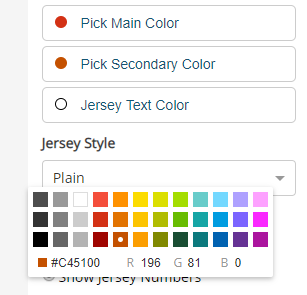 Pick Main Color
Pick Secondary Color
Jersey Text Color
Jersey Style
Plain
#C45100 R 196 G 81 B 0
Show Jersey Numbers